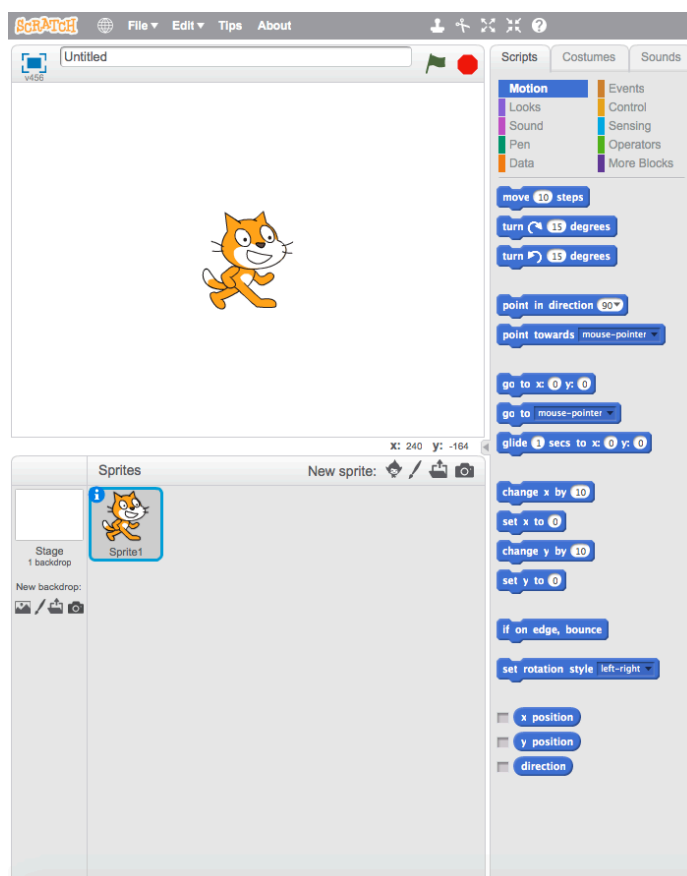 SCRATCH File Edit Tips About
v456
Untitled
x: 240 y: -164
Sprites New sprite:
Stage
1 backdrop
New backdrop:
Sprite1
Scripts Costumes Sounds
Motion Events
Looks Control
Sound Sensing
Pen Operators
Data More Blocks
move 10 steps
turn 15 degrees
turn 15 degrees
point in direction 90
point towards mouse-pointer
go to x: 0 y: 0
go to mouse-pointer
glide 1 secs to x: 0 y: 0
change x by 10
set x to 0
change y by 10
set y to 0
if on edge, bounce
set rotation style left-right
x position
y position
direction